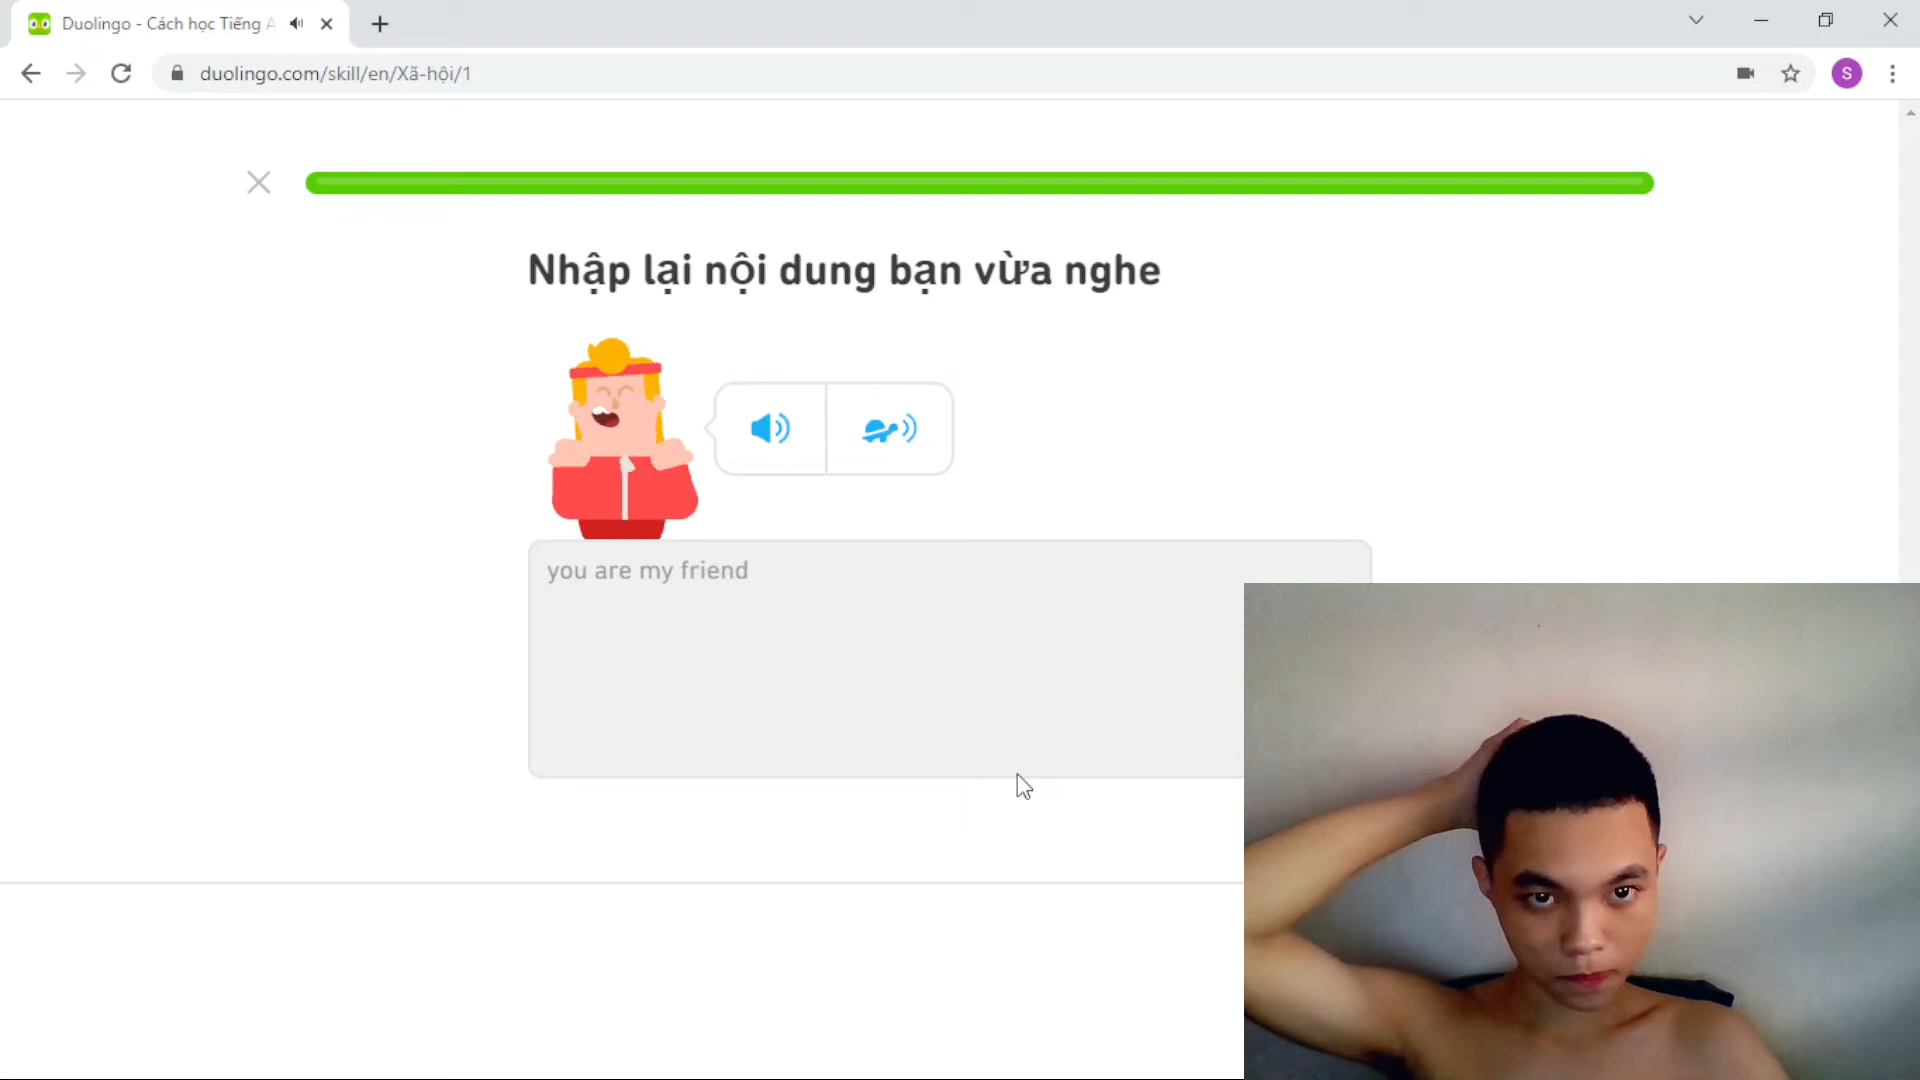 Duolingo - Cách học Tiếng A
duolingo.com/skill/en/Xã-hội/1
S
Nhập lại nội dung bạn vừa nghe
you are my friend